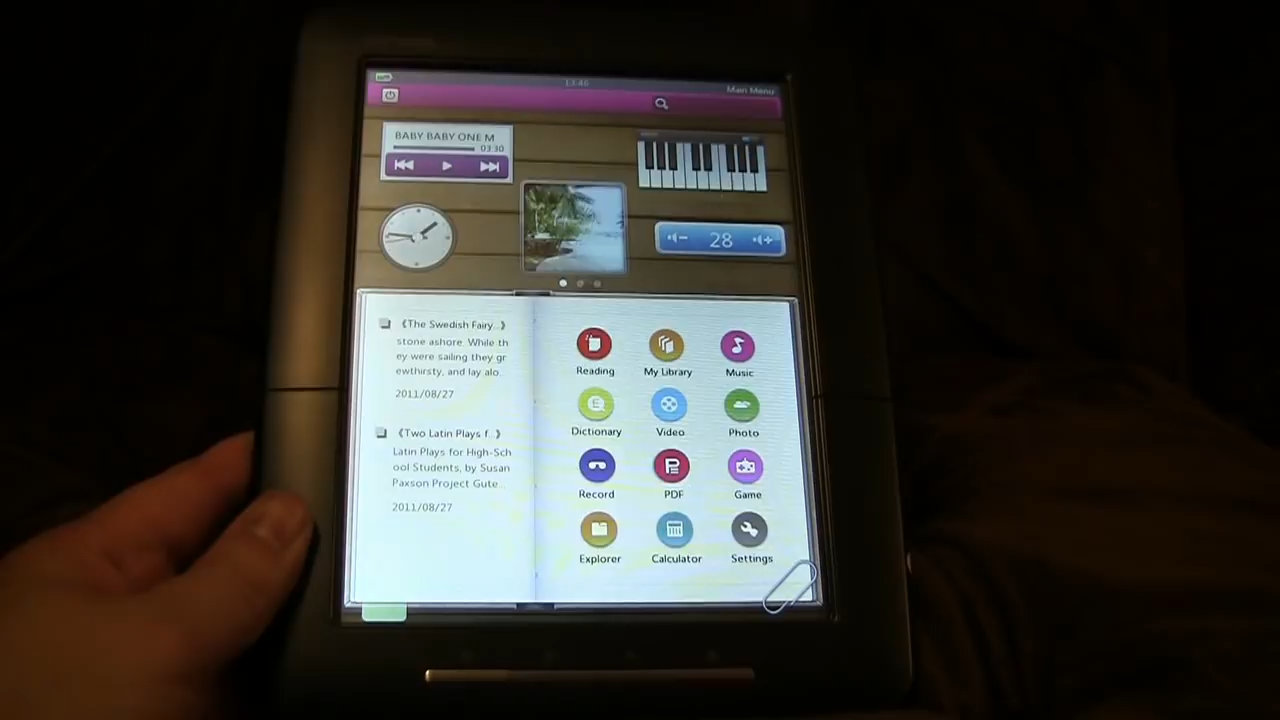 13:46
Main Menu
BABY BABY ONE M
03:30
28
《The Swedish Fairy...》
stone ashore. While th
ey were sailing they gr
ewthirsty, and lay alo.
2011/08/27
《Two Latin Plays f..》
Latin Plays for High-Sch
ool Students, by Susan
Paxson Project Gute...
2011/08/27
Reading
My Library
Music
Dictionary
Video
Photo
Record
PDF
Game
Explorer
Calculator
Settings